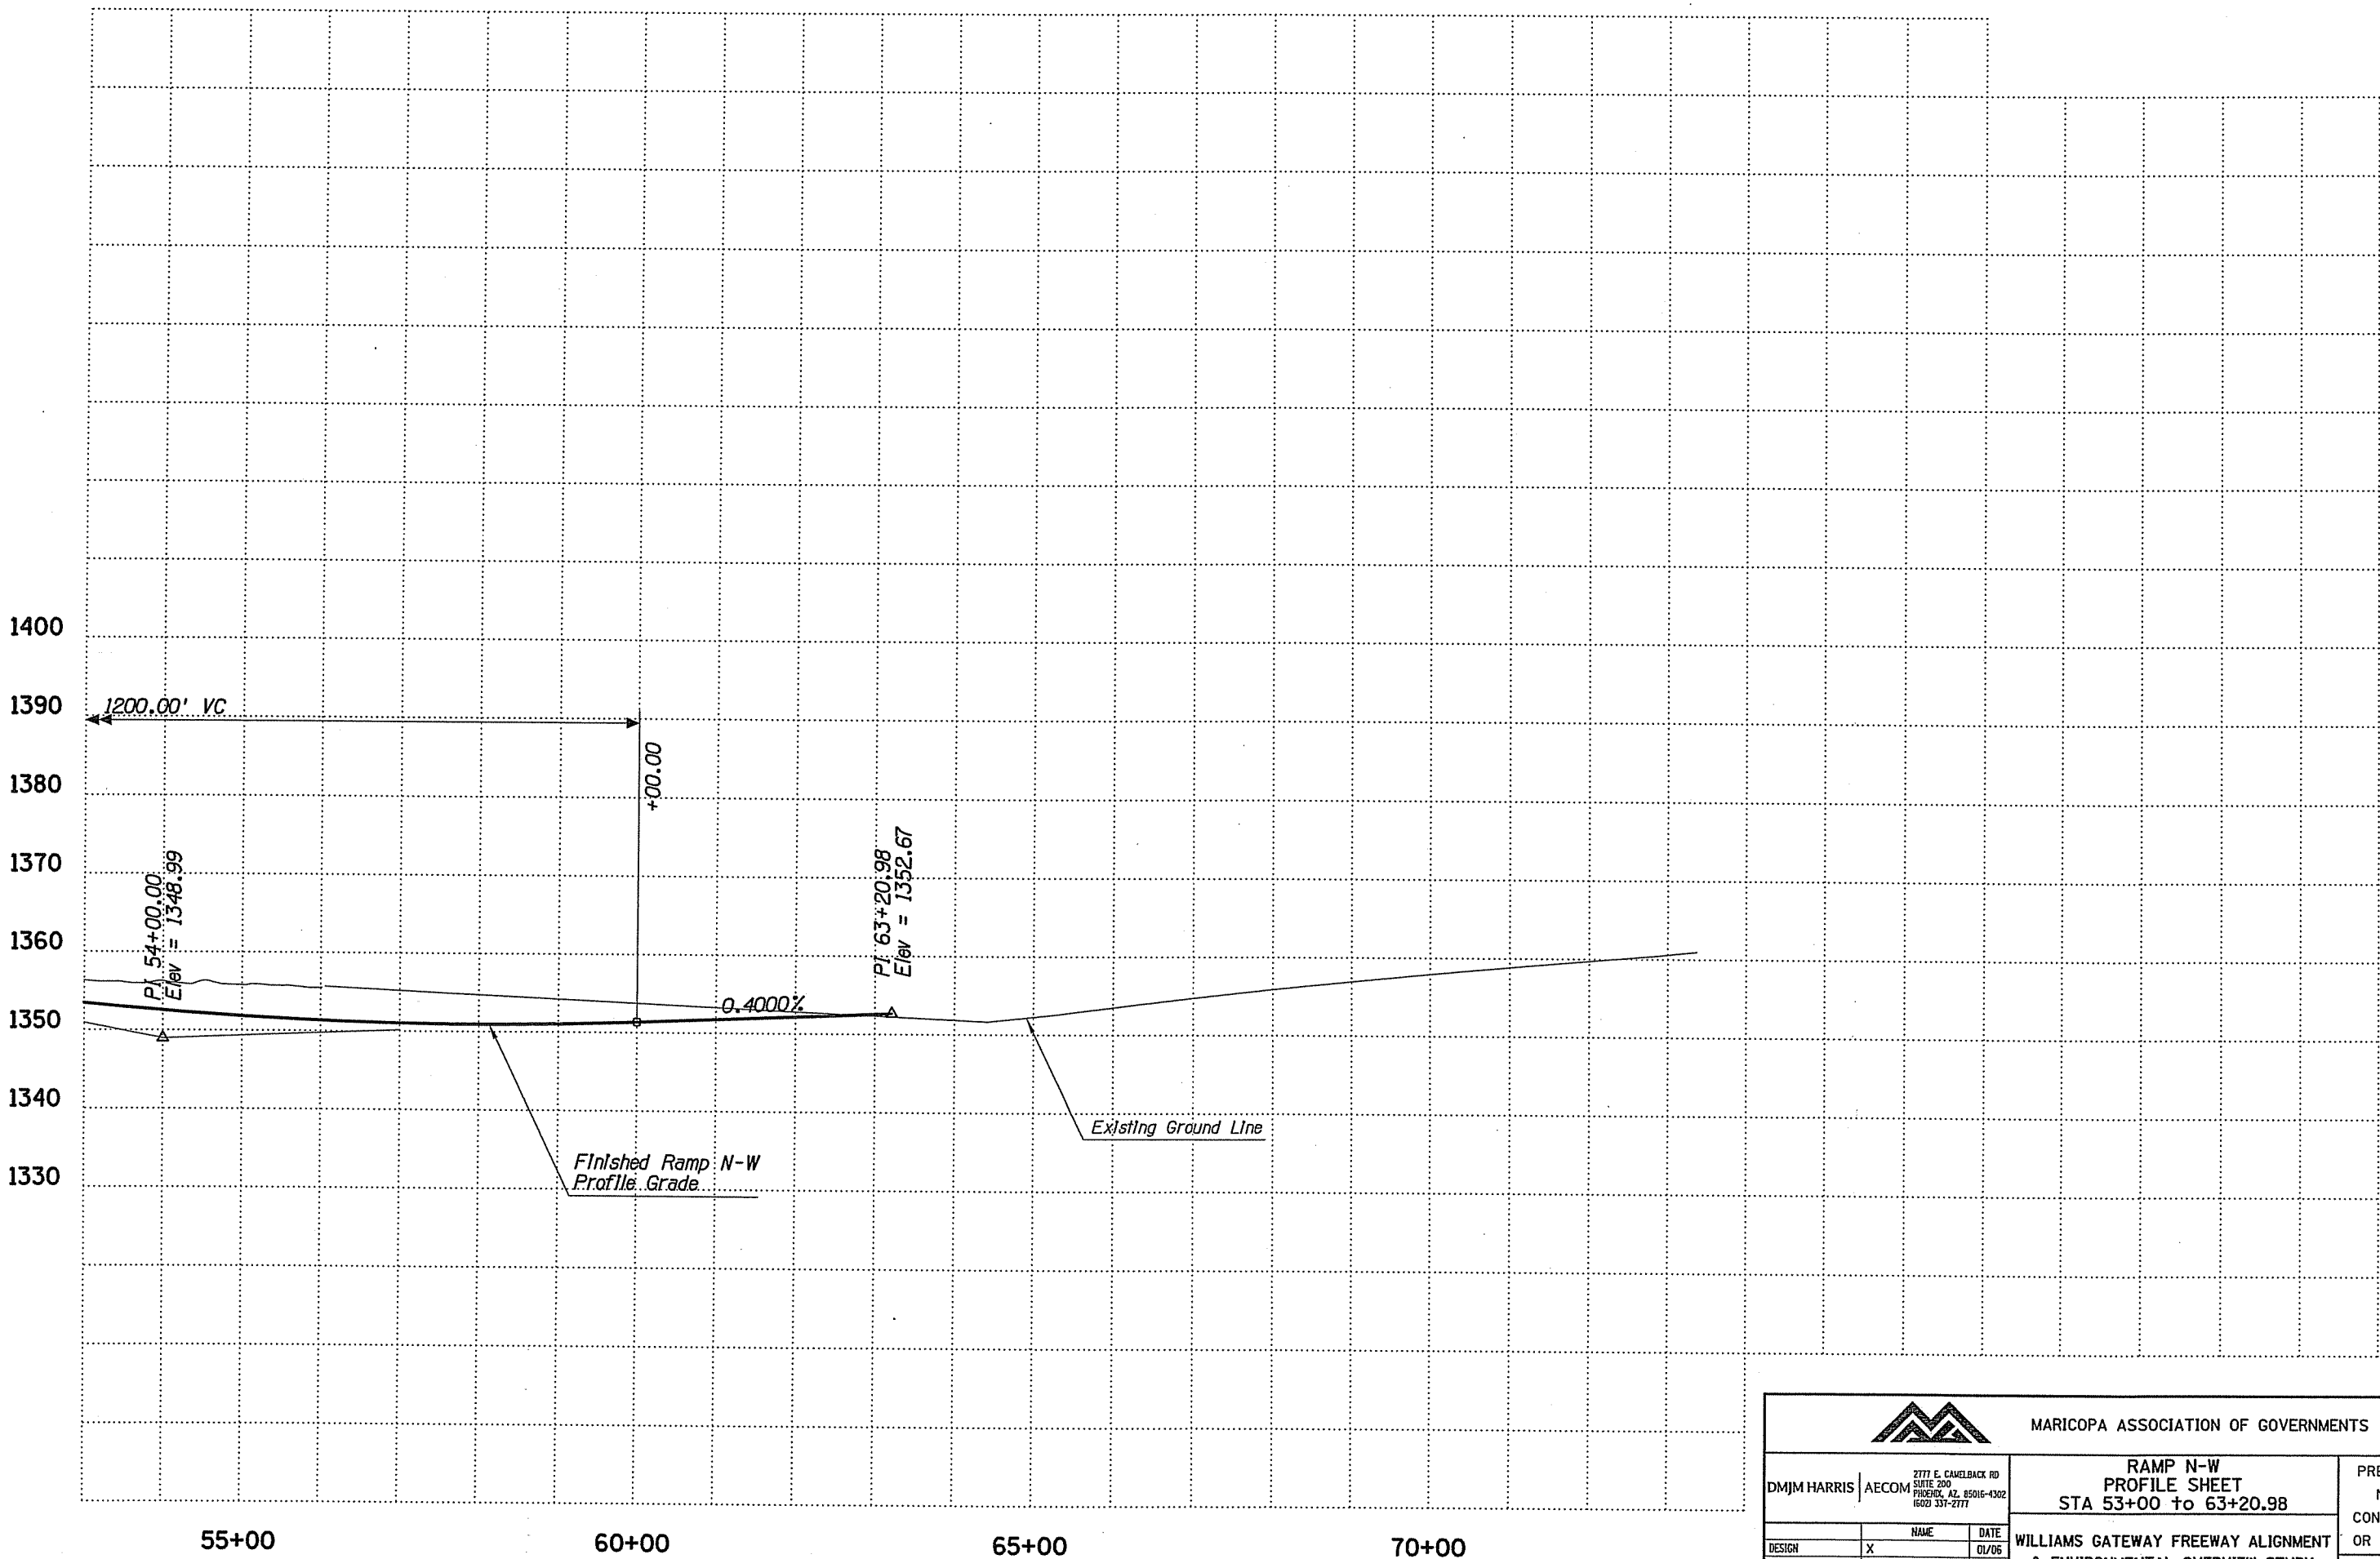 1400
1390
1380
1370
1360
1350
1340
1330
1200.00' VC
+00.00
PI 54+00.00
Elev = 1348.99
PI 63+20.98
Elev = 1352.67
0.4000%
Finished Ramp N-W
Profile Grade
Existing Ground Line
55+00
60+00
65+00
70+00
MARICOPA ASSOCIATION OF GOVERNMENTS
DMJM HARRIS | AECOM
2777 E. CAMELBACK RD
SUITE 200
PHOENIX, AZ. 85016-4302
(602) 337-2777
RAMP N-W
PROFILE SHEET
STA 53+00 to 63+20.98
NAME DATE
DESIGN X 01/06
WILLIAMS GATEWAY FREEWAY ALIGNMENT
PRE
CON
OR